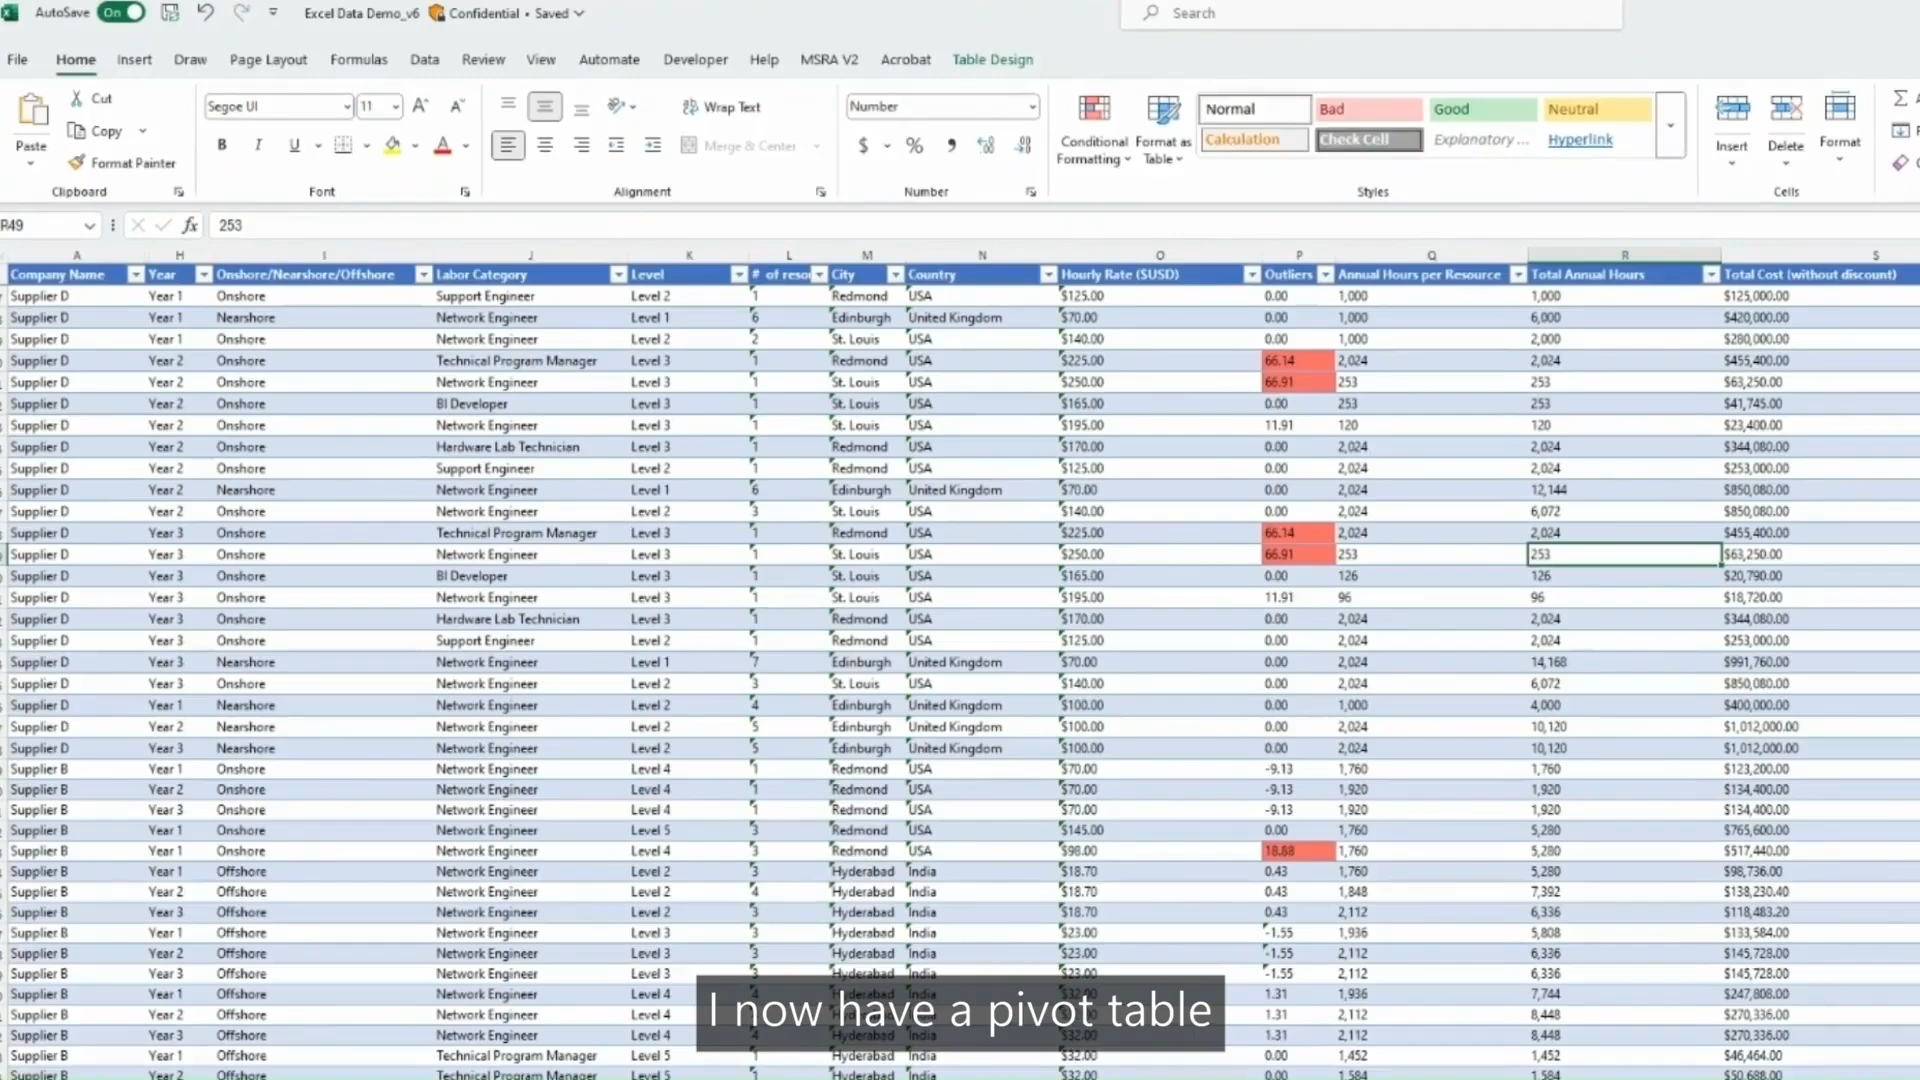 AutoSave On Excel Data Demo_v6 Confidential • Saved Search
File Home Insert Draw Page Layout Formulas Data Review View Automate Developer Help MSRA V2 Acrobat Table Design
Cut
Copy
Format Painter
Paste
Clipboard
Segoe UI 11
B I U
Font
Wrap Text
Merge & Center
Alignment
Number
$ %
Number
Conditional Formatting
Format as Table
Normal Bad Good Neutral
Calculation Check Cell Explanatory ... Hyperlink
Styles
Insert Delete Format
Cells
R49 fx 253
A H I J K L M N O P Q R S
Company Name Year Onshore/Nearshore/Offshore Labor Category Level # of resou City Country Hourly Rate ($USD) Outliers Annual Hours per Resource Total Annual Hours Total Cost (without discount)
Supplier D Year 1 Onshore Support Engineer Level 2 1 Redmond USA $125.00 0.00 1,000 1,000 $125,000.00
Supplier D Year 1 Nearshore Network Engineer Level 1 6 Edinburgh United Kingdom $70.00 0.00 1,000 6,000 $420,000.00
Supplier D Year 1 Onshore Network Engineer Level 2 2 St. Louis USA $140.00 0.00 1,000 2,000 $280,000.00
Supplier D Year 2 Onshore Technical Program Manager Level 3 1 Redmond USA $225.00 66.14 2,024 2,024 $455,400.00
Supplier D Year 2 Onshore Network Engineer Level 3 1 St. Louis USA $250.00 66.91 253 253 $63,250.00
Supplier D Year 2 Onshore BI Developer Level 3 1 St. Louis USA $165.00 0.00 253 253 $41,745.00
Supplier D Year 2 Onshore Network Engineer Level 3 1 St. Louis USA $195.00 11.91 120 120 $23,400.00
Supplier D Year 2 Onshore Hardware Lab Technician Level 3 1 Redmond USA $170.00 0.00 2,024 2,024 $344,080.00
Supplier D Year 2 Onshore Support Engineer Level 2 1 Redmond USA $125.00 0.00 2,024 2,024 $253,000.00
Supplier D Year 2 Nearshore Network Engineer Level 1 6 Edinburgh United Kingdom $70.00 0.00 2,024 12,144 $850,080.00
Supplier D Year 2 Onshore Network Engineer Level 2 3 St. Louis USA $140.00 0.00 2,024 6,072 $850,080.00
Supplier D Year 3 Onshore Technical Program Manager Level 3 1 Redmond USA $225.00 66.14 2,024 2,024 $455,400.00
Supplier D Year 3 Onshore Network Engineer Level 3 1 St. Louis USA $250.00 66.91 253 253 $63,250.00
Supplier D Year 3 Onshore BI Developer Level 3 1 St. Louis USA $165.00 0.00 126 126 $20,790.00
Supplier D Year 3 Onshore Network Engineer Level 3 1 St. Louis USA $195.00 11.91 96 96 $18,720.00
Supplier D Year 3 Onshore Hardware Lab Technician Level 3 1 Redmond USA $170.00 0.00 2,024 2,024 $344,080.00
Supplier D Year 3 Onshore Support Engineer Level 2 1 Redmond USA $125.00 0.00 2,024 2,024 $253,000.00
Supplier D Year 3 Nearshore Network Engineer Level 1 7 Edinburgh United Kingdom $70.00 0.00 2,024 14,168 $991,760.00
Supplier D Year 3 Onshore Network Engineer Level 2 3 St. Louis USA $140.00 0.00 2,024 6,072 $850,080.00
Supplier D Year 1 Nearshore Network Engineer Level 2 4 Edinburgh United Kingdom $100.00 0.00 1,000 4,000 $400,000.00
Supplier D Year 2 Nearshore Network Engineer Level 2 5 Edinburgh United Kingdom $100.00 0.00 2,024 10,120 $1,012,000.00
Supplier D Year 3 Nearshore Network Engineer Level 2 5 Edinburgh United Kingdom $100.00 0.00 2,024 10,120 $1,012,000.00
Supplier B Year 1 Onshore Network Engineer Level 4 1 Redmond USA $70.00 -9.13 1,760 1,760 $123,200.00
Supplier B Year 2 Onshore Network Engineer Level 4 1 Redmond USA $70.00 -9.13 1,920 1,920 $134,400.00
Supplier B Year 3 Onshore Network Engineer Level 4 1 Redmond USA $70.00 -9.13 1,920 1,920 $134,400.00
Supplier B Year 1 Onshore Network Engineer Level 5 3 Redmond USA $145.00 0.00 1,760 5,280 $765,600.00
Supplier B Year 1 Onshore Network Engineer Level 4 3 Redmond USA $98.00 18.88 1,760 5,280 $517,440.00
Supplier B Year 1 Offshore Network Engineer Level 2 3 Hyderabad India $18.70 0.43 1,760 5,280 $98,736.00
Supplier B Year 2 Offshore Network Engineer Level 2 4 Hyderabad India $18.70 0.43 1,848 7,392 $138,230.40
Supplier B Year 3 Offshore Network Engineer Level 2 3 Hyderabad India $18.70 0.43 2,112 6,336 $118,483.20
Supplier B Year 1 Offshore Network Engineer Level 3 3 Hyderabad India $23.00 -1.55 1,936 5,808 $133,584.00
Supplier B Year 2 Offshore Network Engineer Level 3 3 Hyderabad India $23.00 -1.55 2,112 6,336 $145,728.00
Supplier B Year 3 Offshore Network Engineer Level 3 3 Hyderabad India $23.00 -1.55 2,112 6,336 $145,728.00
Supplier B Year 1 Offshore Network Engineer Level 4 4 Hyderabad India $32.00 1.31 1,936 7,744 $247,808.00
Supplier B Year 2 Offshore Network Engineer Level 4 1.31 2,112 8,448 $270,336.00
Supplier B Year 3 Offshore Network Engineer Level 4 4 Hyderabad India $32.00 1.31 2,112 8,448 $270,336.00
Supplier B Year 1 Offshore Technical Program Manager Level 5 1 Hyderabad India $32.00 0.00 1,452 1,452 $46,464.00
Supplier B Year 2 Offshore Technical Program Manager Level 5 1 Hyderabad India $32.00 0.00 1,584 1,584 $50,688.00
I now have a pivot table